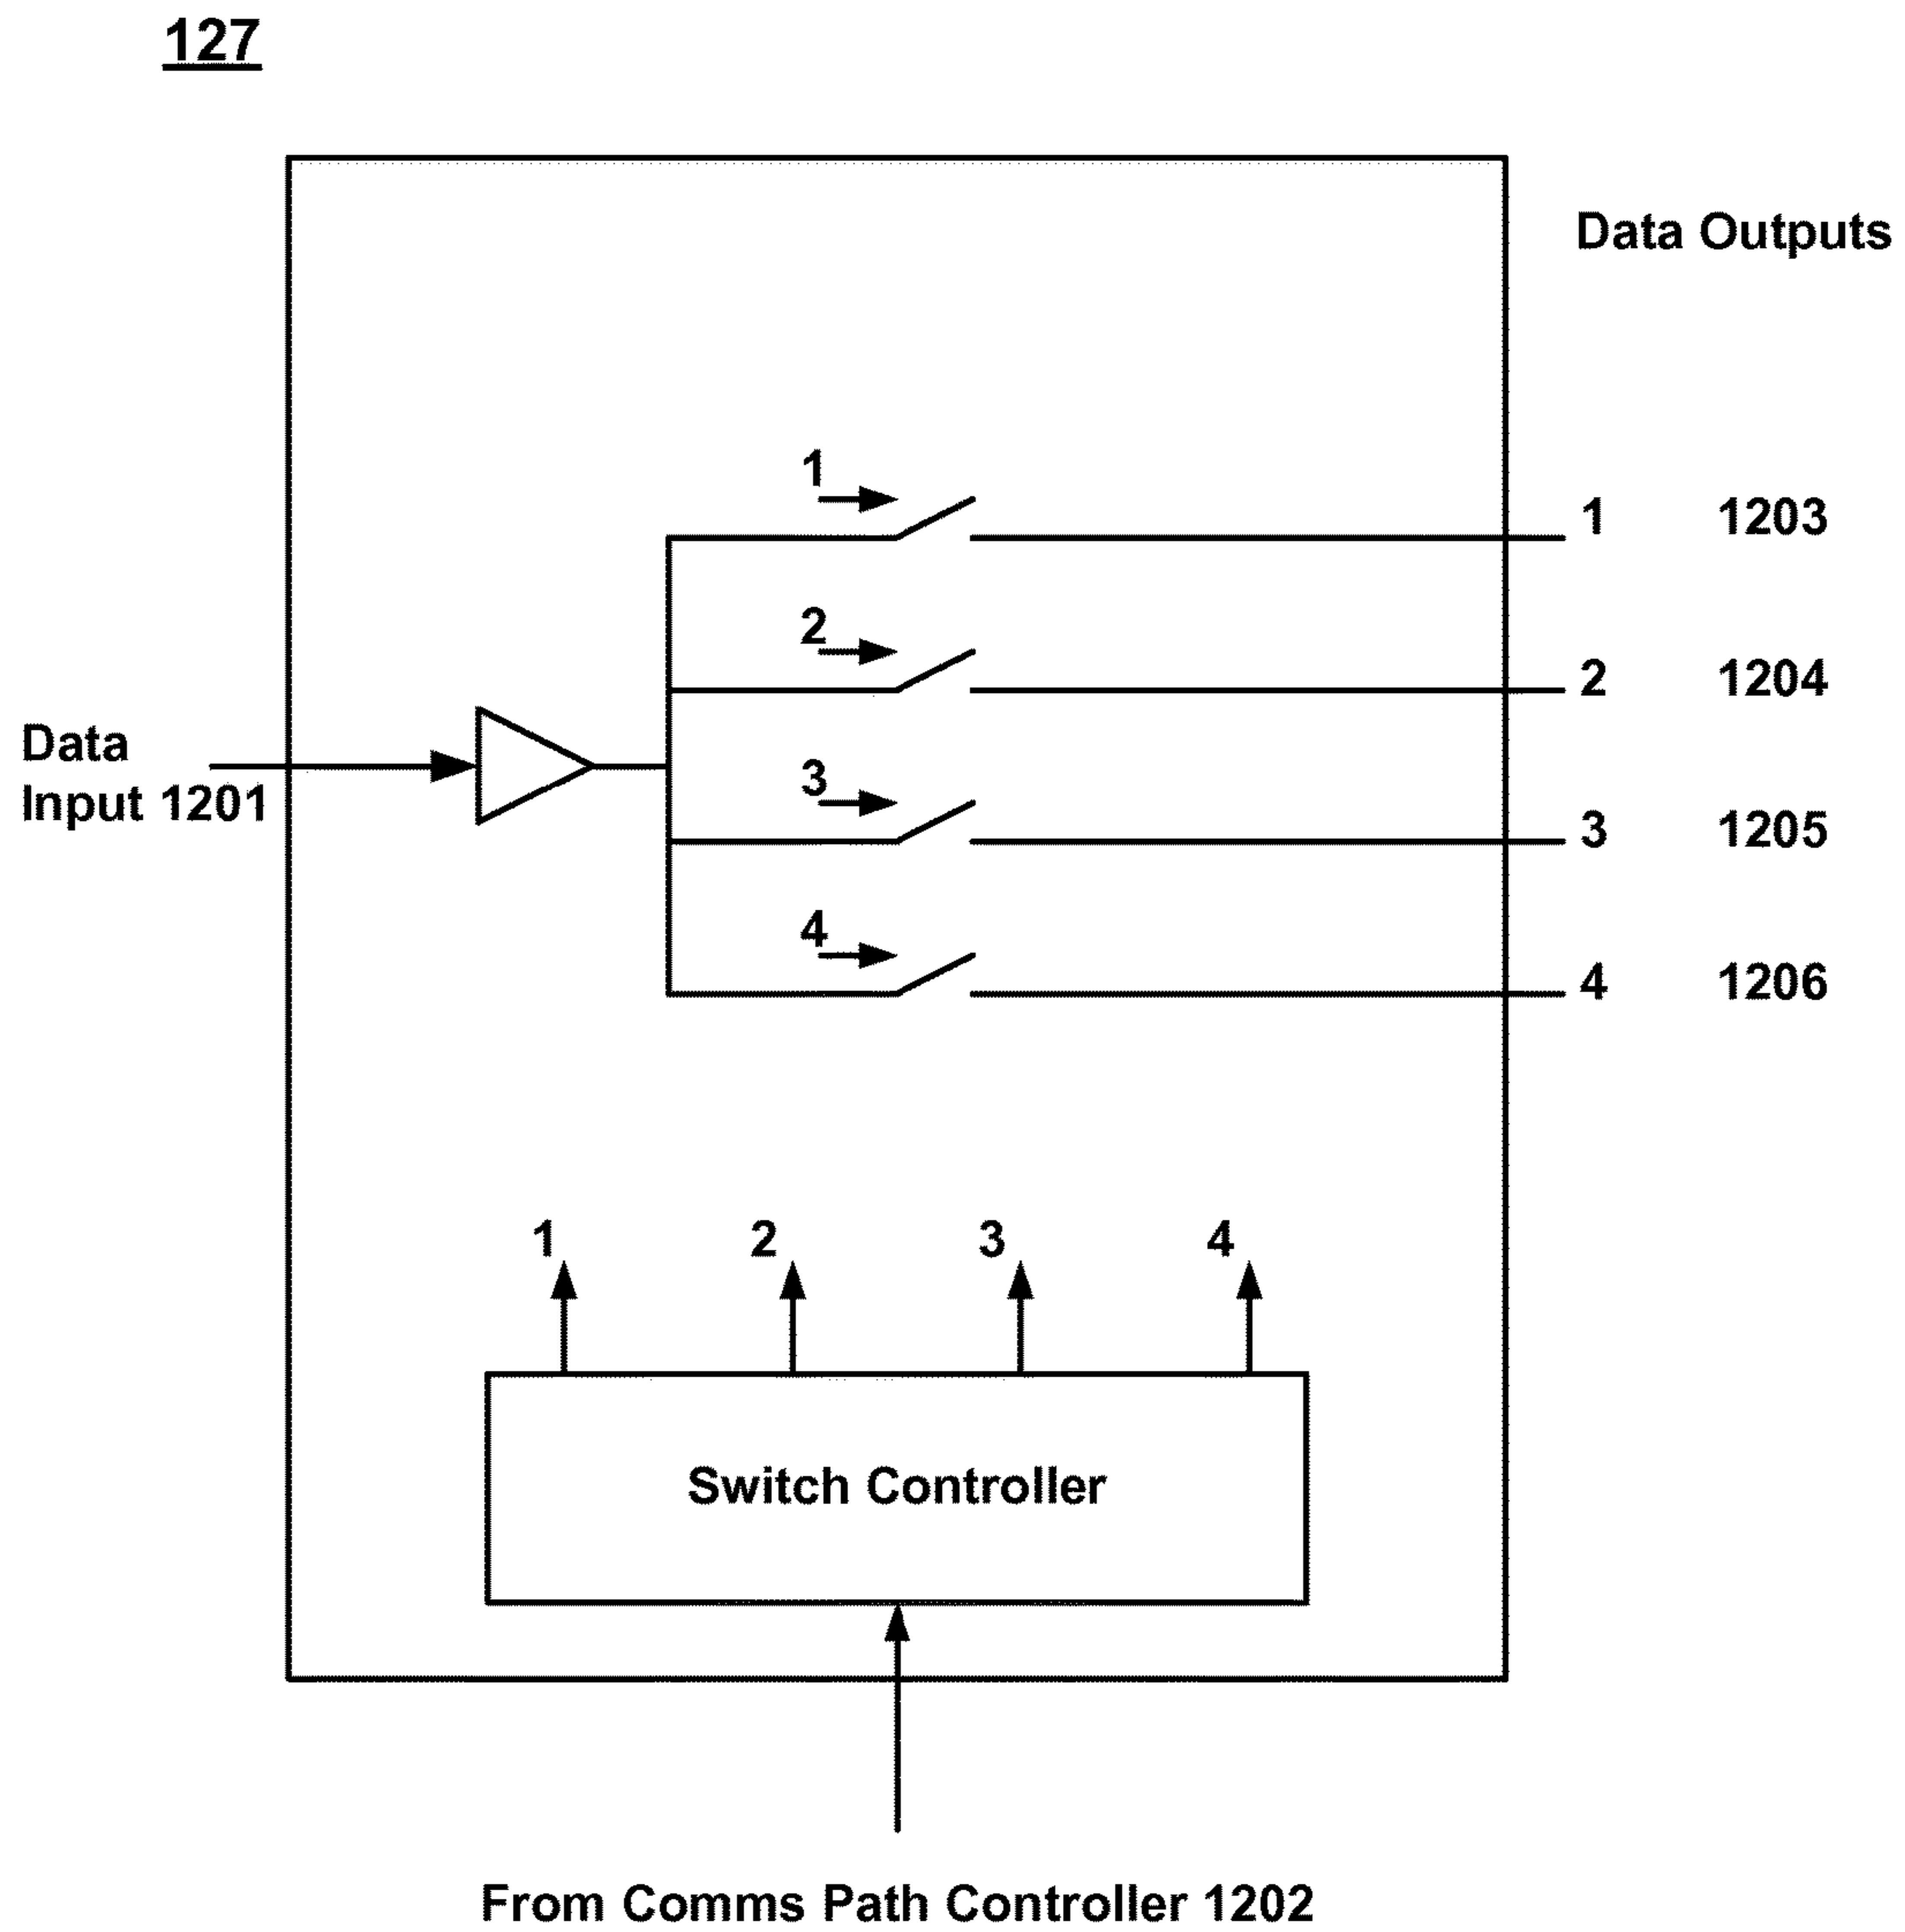 127
Data Outputs
1
1 1203
2
2 1204
Data
Input 1201
3
3 1205
4
4 1206
1 2 3 4
Switch Controller
From Comms Path Controller 1202